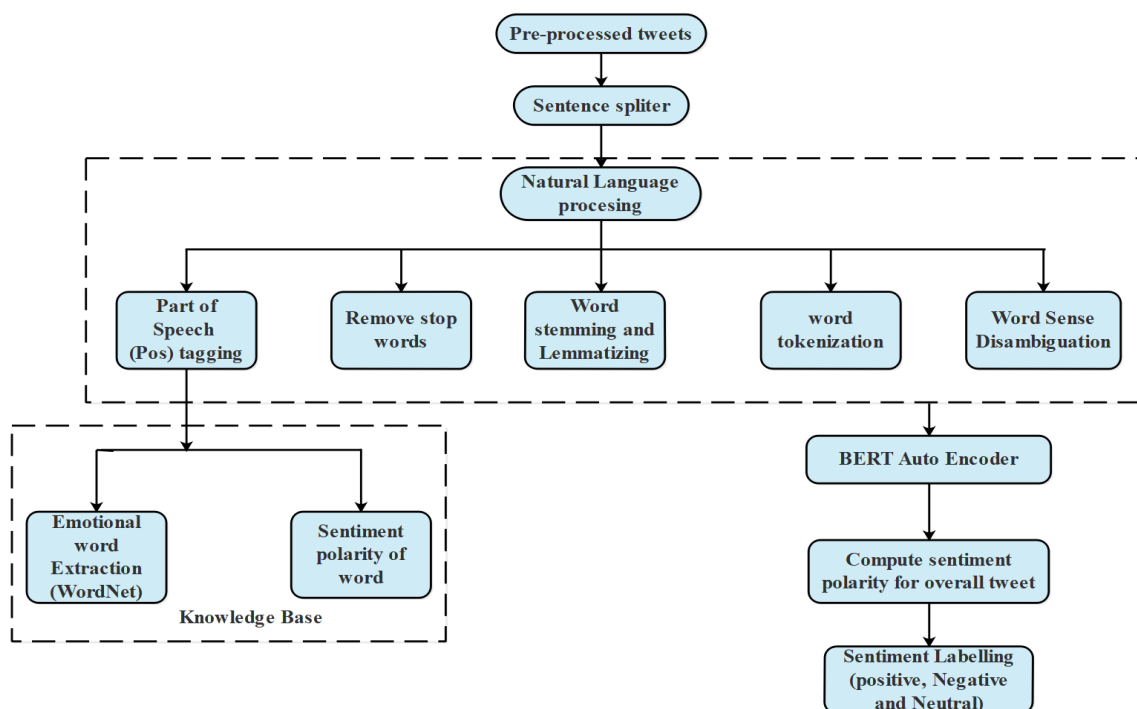 Pre-processed tweets
Sentence spliter
Natural Language
procesing
Part of
Speech
(Pos) tagging
Remove stop
words
Word
stemming and
Lemmatizing
word
tokenization
Word Sense
Disambiguation
BERT Auto Encoder
Emotional
word
Extraction
(WordNet)
Sentiment
polarity of
word
Knowledge Base
Compute sentiment
polarity for overall tweet
Sentiment Labelling
(positive, Negative
and Neutral)